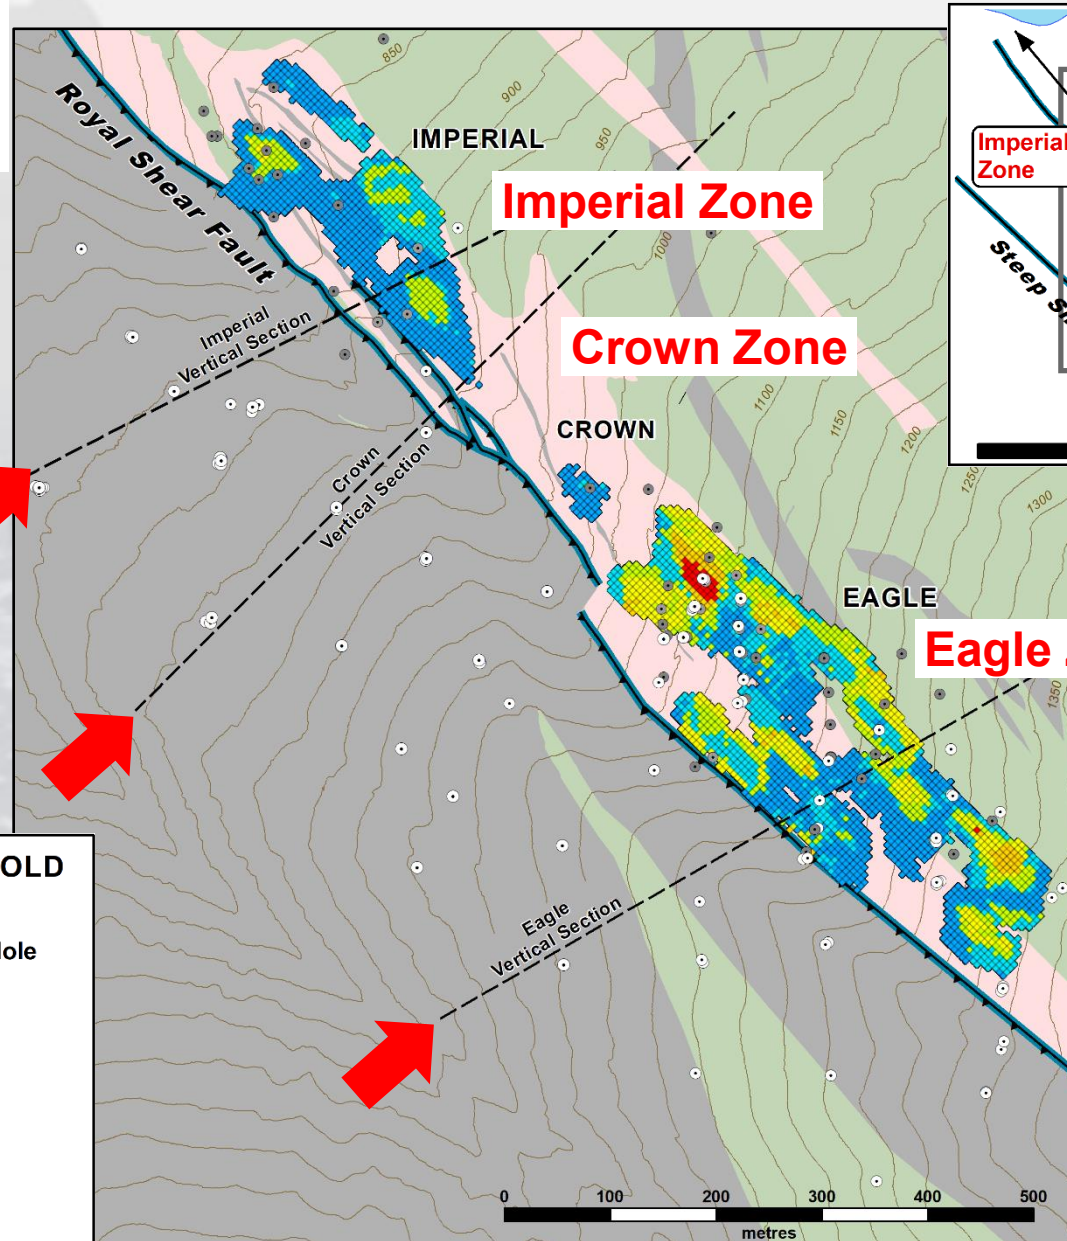 850
900
950
1000
1100
1150
1200
1250
1300
1350
Royal Shear Fault
IMPERIAL
Imperial Zone
Imperial
Zone
Imperial
Vertical Section
Crown Zone
CROWN
Crown
Vertical Section
EAGLE
Eagle
Eagle
Vertical Section
Steep
OLD
0 100 200 300 400 500
metres